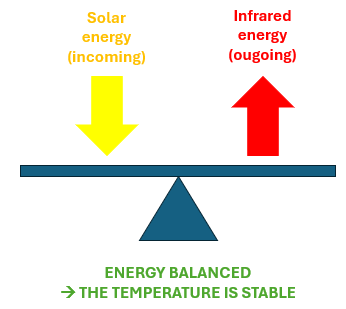 Solar
energy
(incoming)
Infrared
energy
(ougoing)
ENERGY BALANCED
→ THE TEMPERATURE IS STABLE